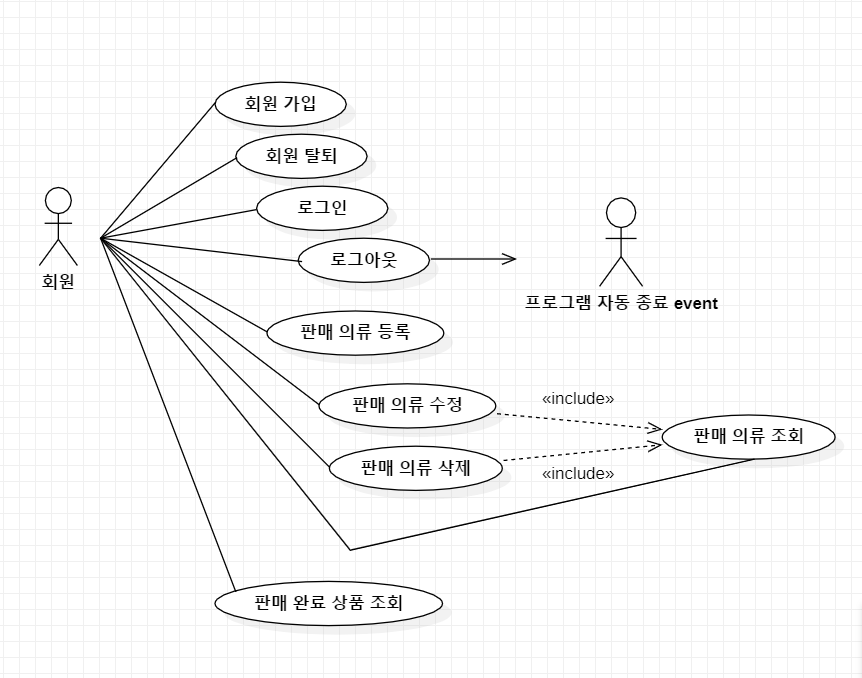 회원 가입
회원 탈퇴
로그인
로그아웃
회원
프로그램 자동 종료 event
판매 의류 등록
판매 의류 수정
«include»
판매 의류 조회
판매 의류 삭제
«include»
판매 완료 상품 조회